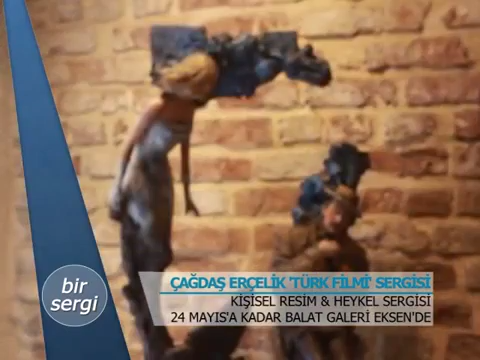 ÇAĞDAŞ ERÇELİK 'TÜRK FİLMİ' SERGİSİ
bir
sergi
KİŞİSEL RESİM & HEYKEL SERGİSİ
24 MAYIS'A KADAR BALAT GALERİ EKSEN'DE